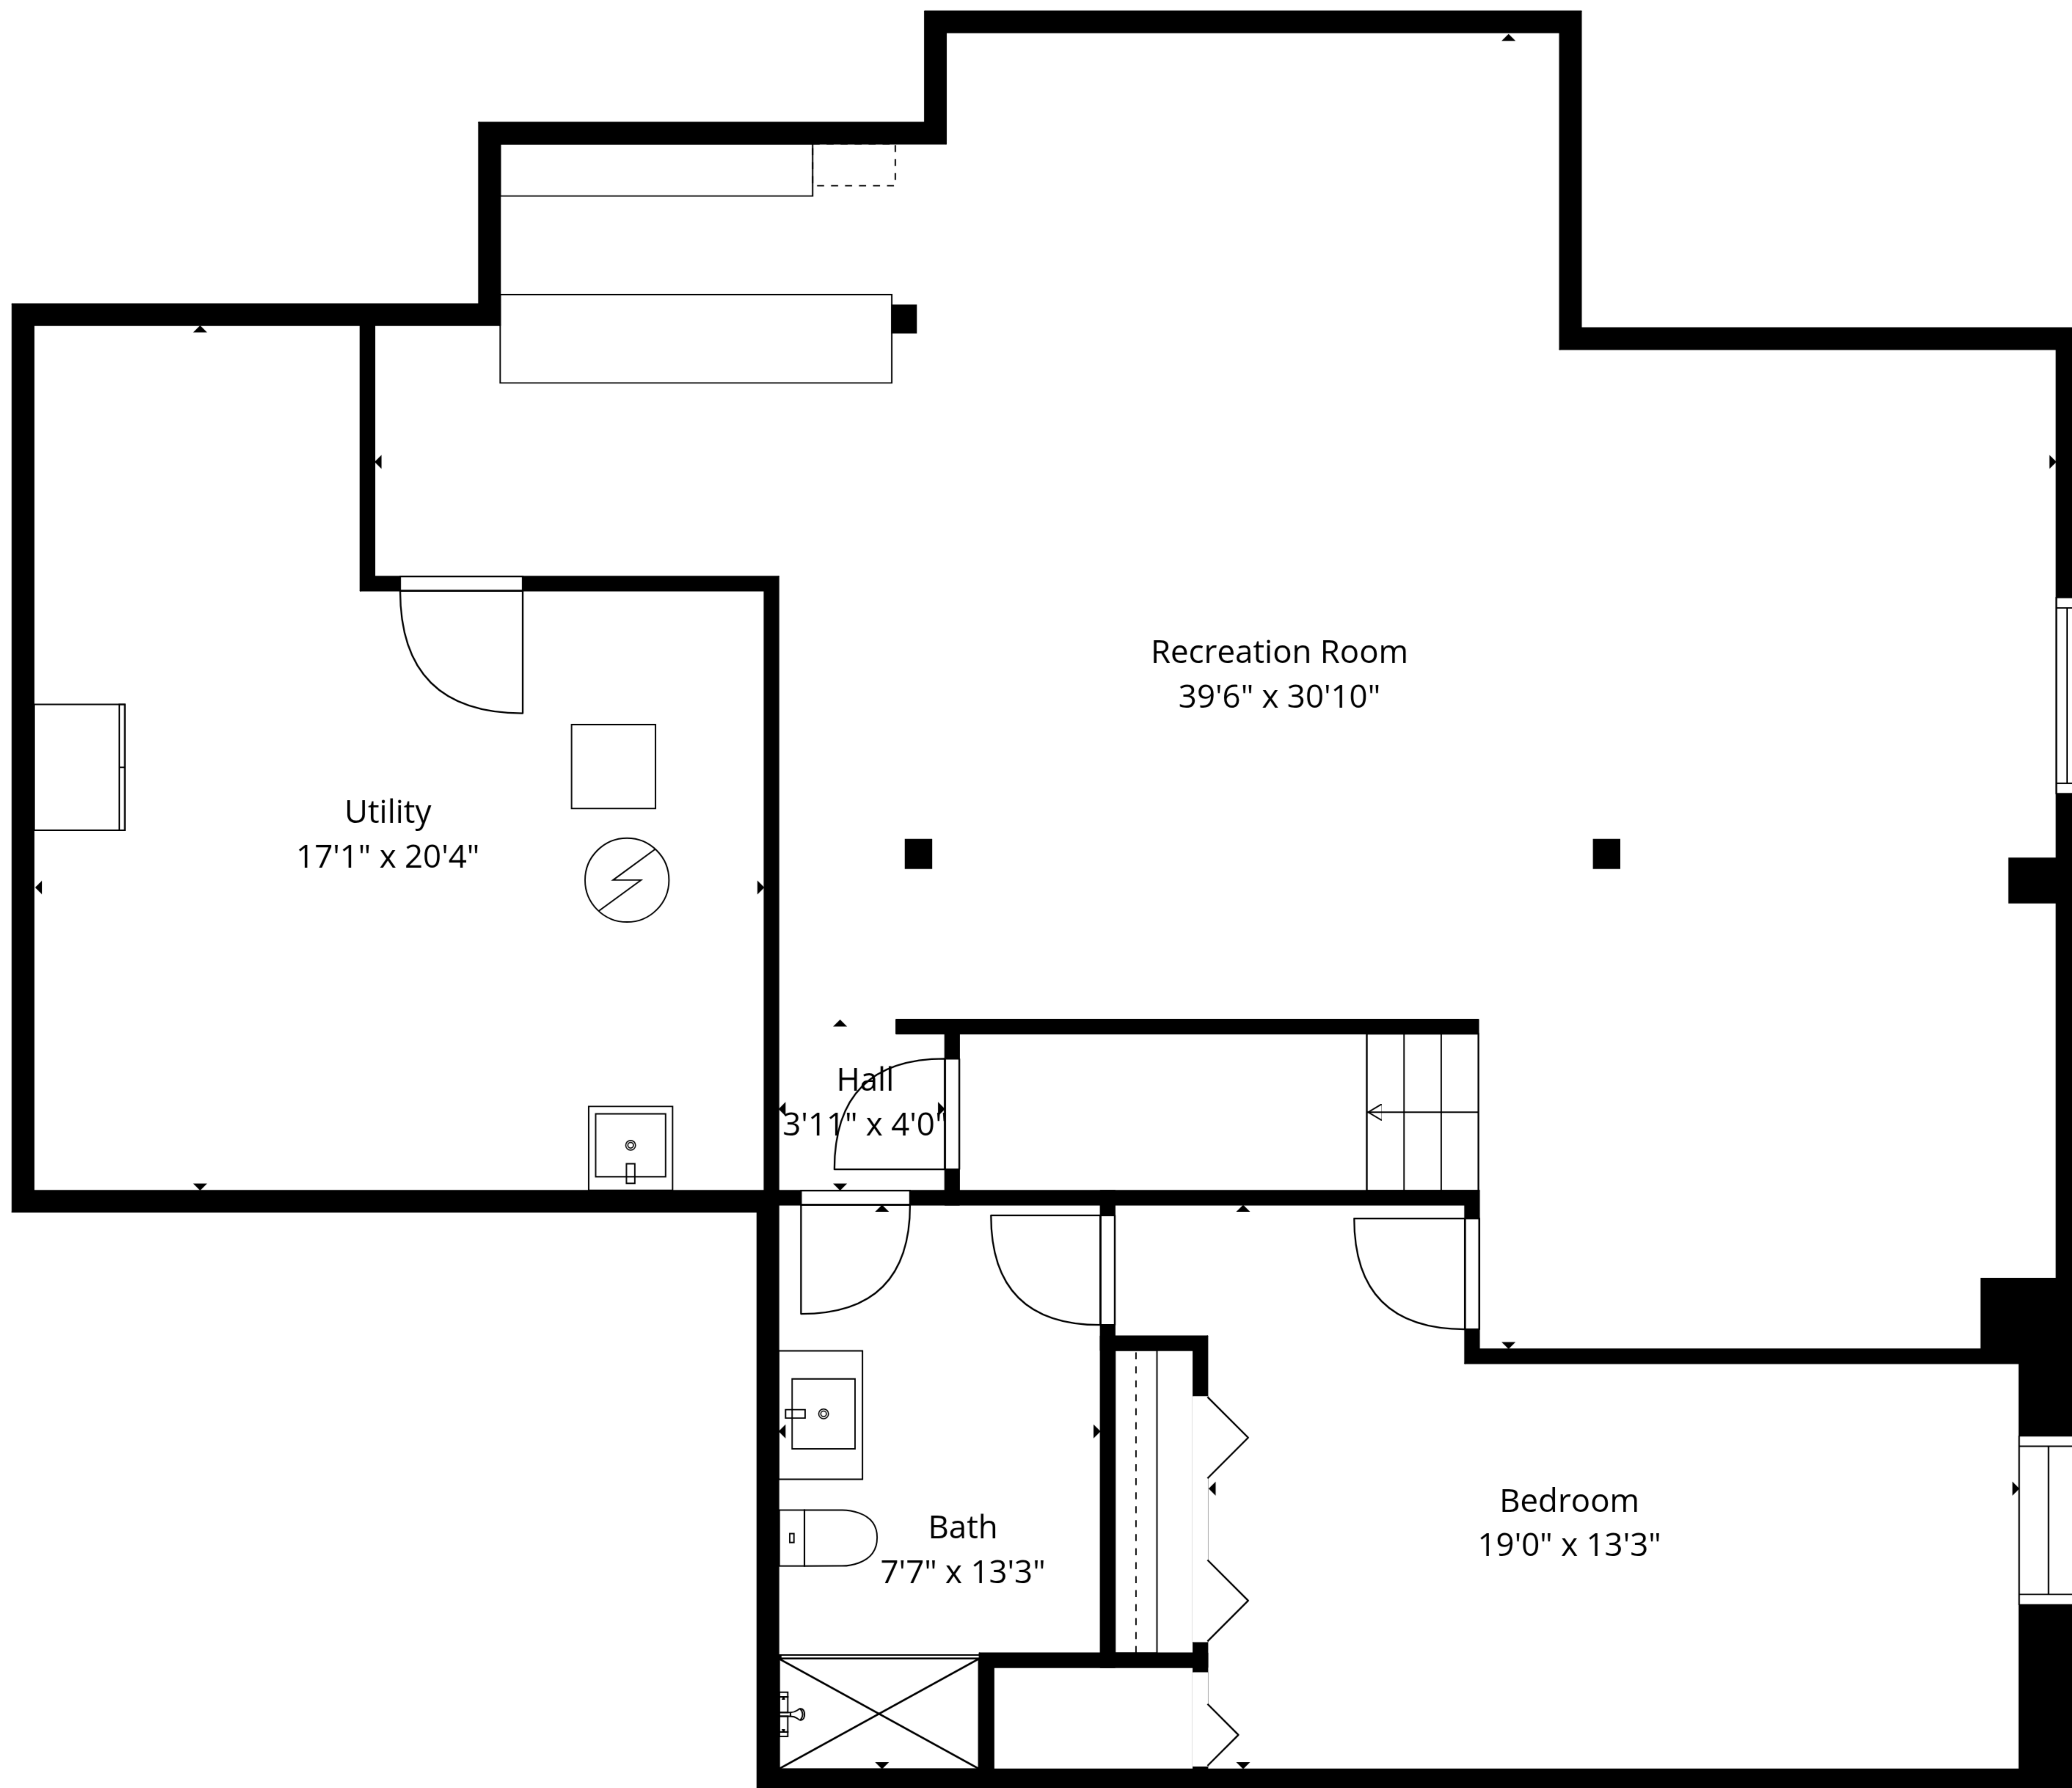 Recreation Room
39'6" x 30'10"
Utility
17'1" x 20'4"
Hall
3'11" x 4'0"
Bedroom
19'0" x 13'3"
Bath
7'7" x 13'3"